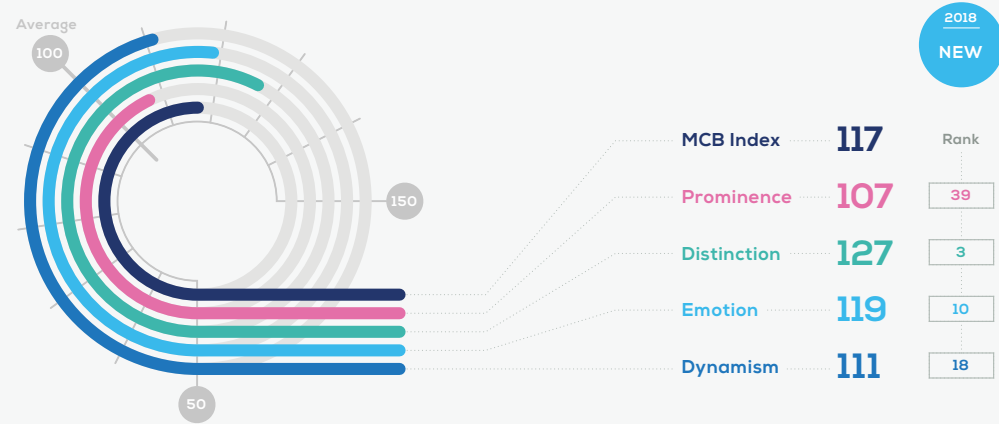 Average
100
150
50
2018
NEW
Rank
MCB Index 117
Prominence 107 39
Distinction 127 3
Emotion 119 10
Dynamism 111 18